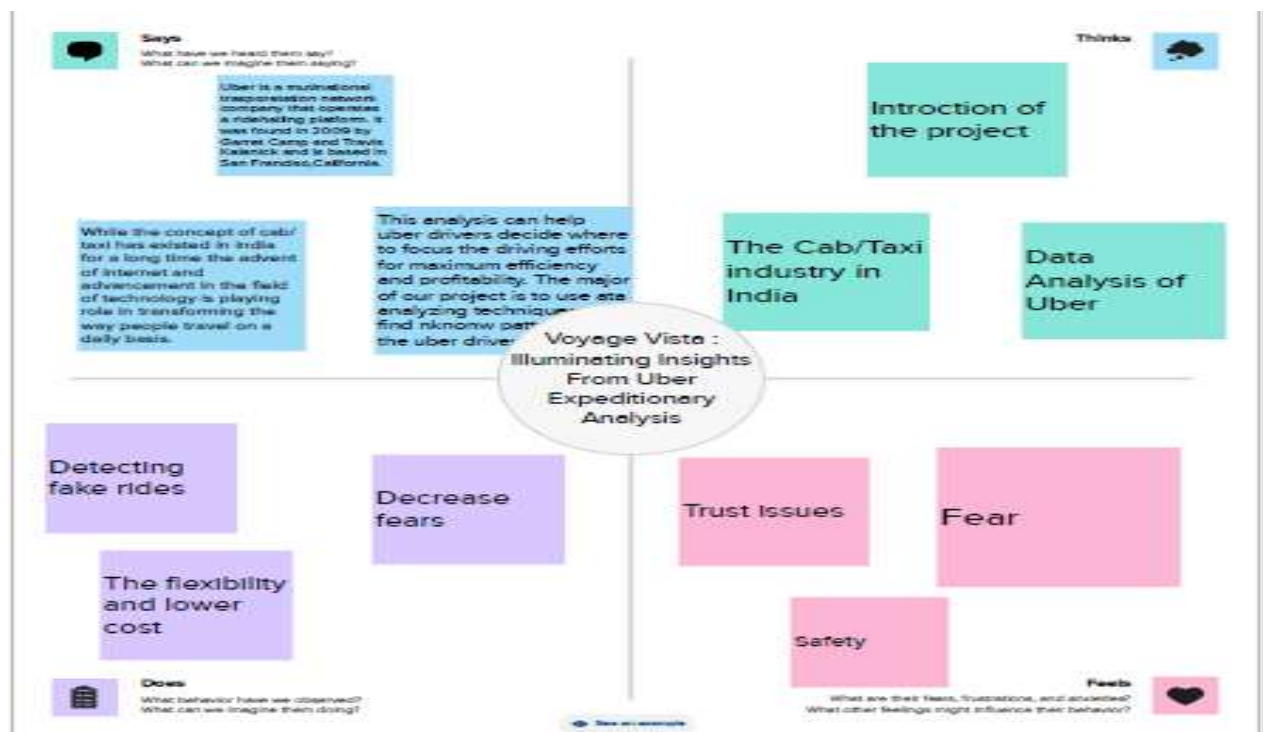 Says
What have we heard them say?
What can we imagine them saying?
Uber is a multinational
trasporatation network
company that operates
a ridehailing platform. It
was found in 2009 by
Garret Camp and Travis
Kalanick and is based in
San Francisc,California.
While the concept of cab/
taxi has existed in India
for a long time the advent
of internet and
advancement in the field
of technology is playing
role in transforming the
way people travel on a
daily basis.
This analysis can help
uber drivers decide where
to focus the driving efforts
for maximum efficiency
and profitability. The major
of our project is to use ata
analyzing technique
find nknonw pat
the uber drive
Thinks
Introction of
the project
The Cab/Taxi
industry in
India
Data
Analysis of
Uber
Voyage Vista :
Illuminating Insights
From Uber
Expeditionary
Analysis
Detecting
fake rides
Decrease
fears
The flexibility
and lower
cost
Does
What behavior have we observed?
What can we imagine them doing?
Trust Issues
Fear
Safety
Feels
What are their fears, frustrations, and anxieties?
What other feelings might influence their behavior?
See an example